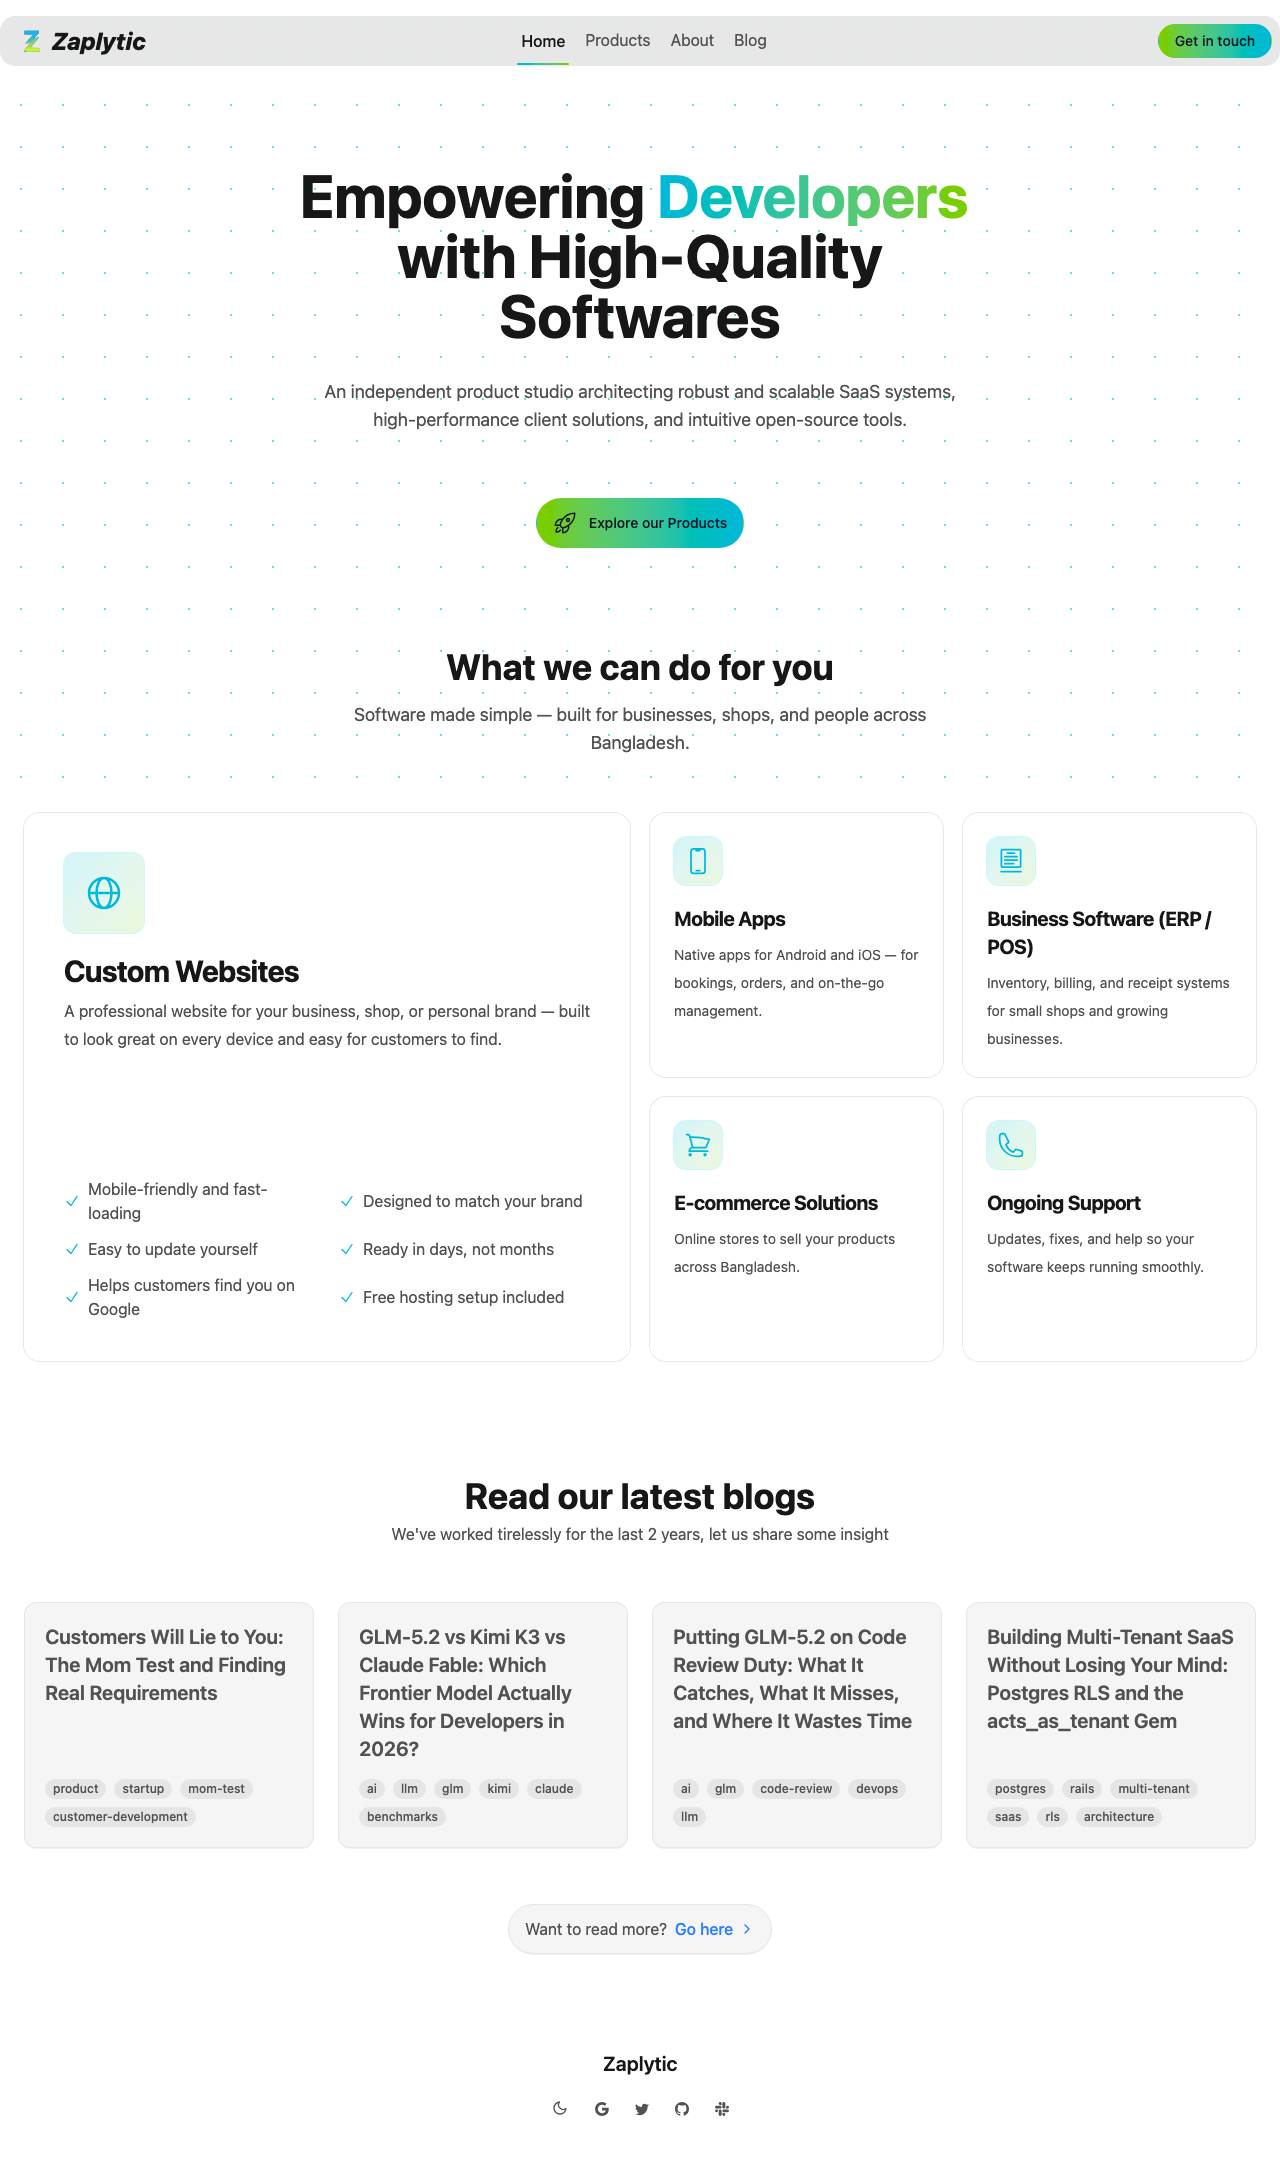 Zaplytic
Home
Products
About
Blog
Get in touch
Empowering Developers
with High-Quality
Softwares
An independent product studio architecting robust and scalable SaaS systems,
high-performance client solutions, and intuitive open-source tools.
Explore our Products
What we can do for you
Software made simple — built for businesses, shops, and people across
Bangladesh.
Custom Websites
A professional website for your business, shop, or personal brand — built
to look great on every device and easy for customers to find.
Mobile-friendly and fast-
loading
Designed to match your brand
Easy to update yourself
Ready in days, not months
Helps customers find you on
Google
Free hosting setup included
Mobile Apps
Native apps for Android and iOS — for
bookings, orders, and on-the-go
management.
Business Software (ERP /
POS)
Inventory, billing, and receipt systems
for small shops and growing
businesses.
E-commerce Solutions
Online stores to sell your products
across Bangladesh.
Ongoing Support
Updates, fixes, and help so your
software keeps running smoothly.
Read our latest blogs
We've worked tirelessly for the last 2 years, let us share some insight
Customers Will Lie to You:
The Mom Test and Finding
Real Requirements
product startup mom-test
customer-development
GLM-5.2 vs Kimi K3 vs
Claude Fable: Which
Frontier Model Actually
Wins for Developers in
2026?
ai llm glm kimi claude
benchmarks
Putting GLM-5.2 on Code
Review Duty: What It
Catches, What It Misses,
and Where It Wastes Time
ai glm code-review devops
llm
Building Multi-Tenant SaaS
Without Losing Your Mind:
Postgres RLS and the
acts_as_tenant Gem
postgres rails multi-tenant
saas rls architecture
Want to read more? Go here
Zaplytic